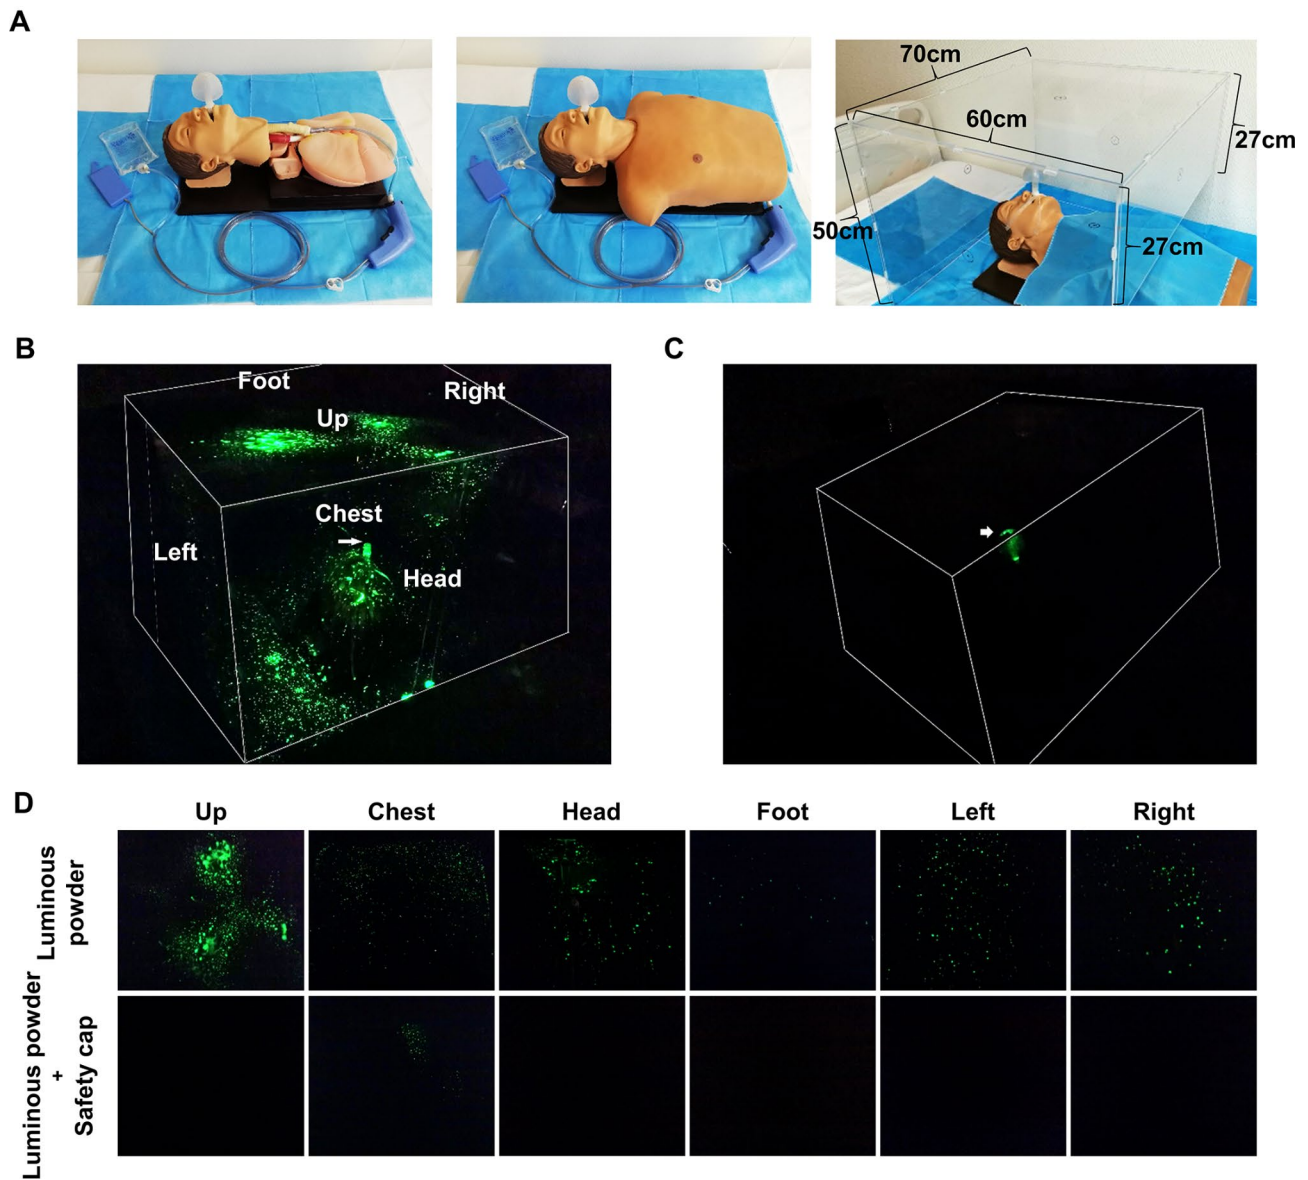 A
70cm
60cm
27cm
50cm
27cm
B
Foot
Right
Up
Chest
Left
Head
C
D
Up
Chest
Head
Foot
Left
Right
Luminous
powder
Luminous powder
+
Safety cap